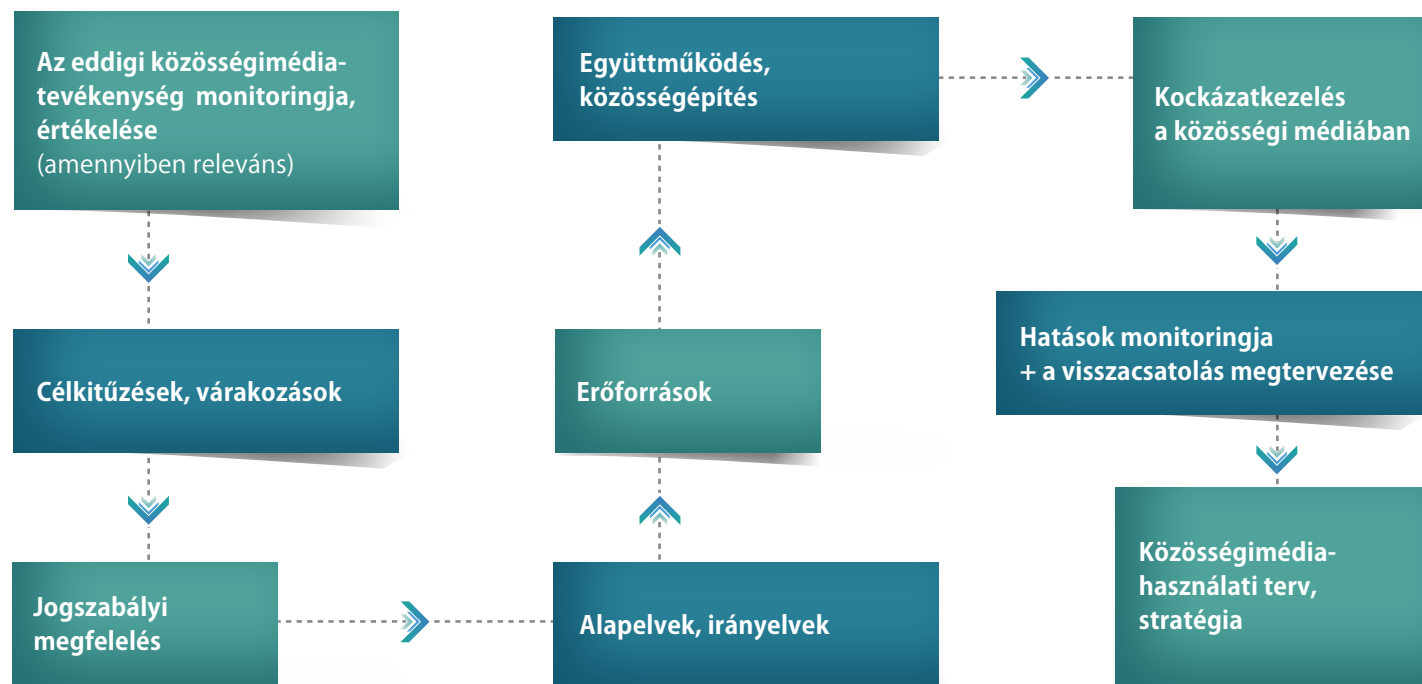 Az eddigi közösségimédia-
tevékenység monitoringja,
értékelése
(amennyiben releváns)
Célkitűzések, várakozások
Jogszabályi
megfelelés
Alapelvek, irányelvek
Erőforrások
Együttműködés,
közösségépítés
Kockázatkezelés
a közösségi médiában
Hatások monitoringja
+ a visszacsatolás megtervezése
Közösségimédia-
használati terv,
stratégia